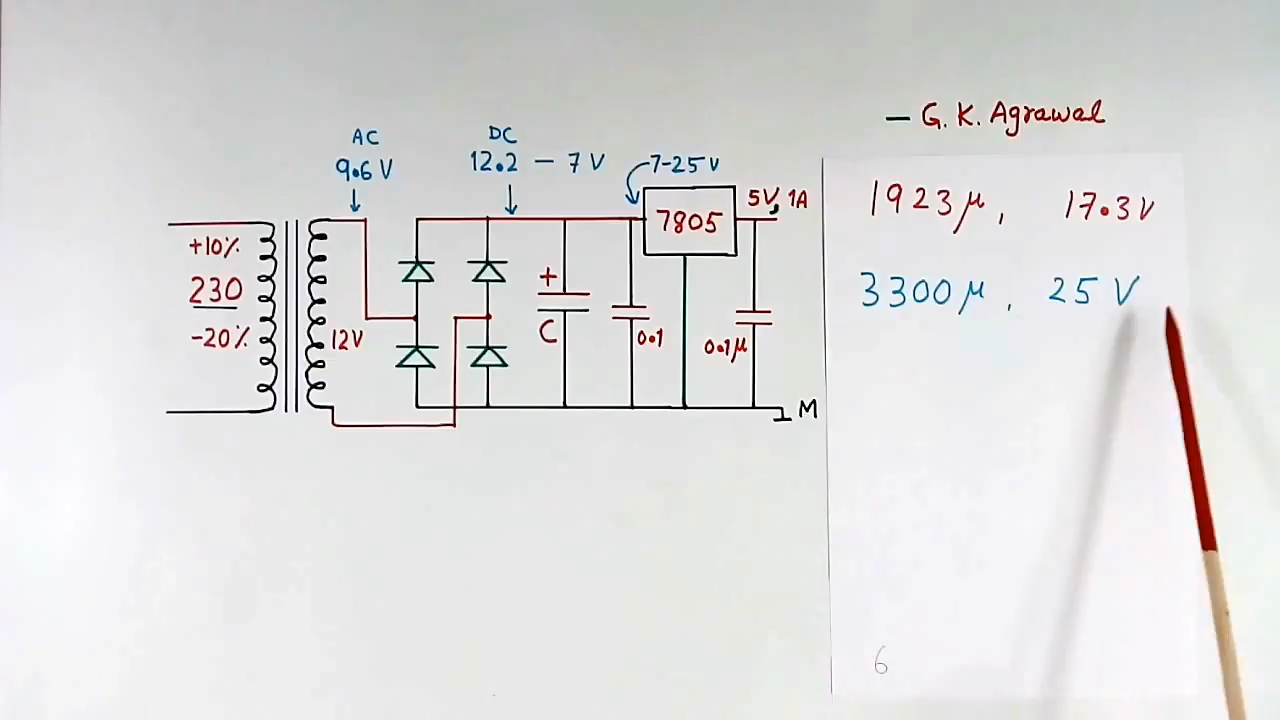 – G. K. Agrawal
AC
9.6 V
DC
12.2 – 7 V
7-25 V
7805
5V, 1A
+10%
230
-20%
12V
+
C
0.1
0.1µ
M
1923µ, 17.3V
3300µ, 25 V
6